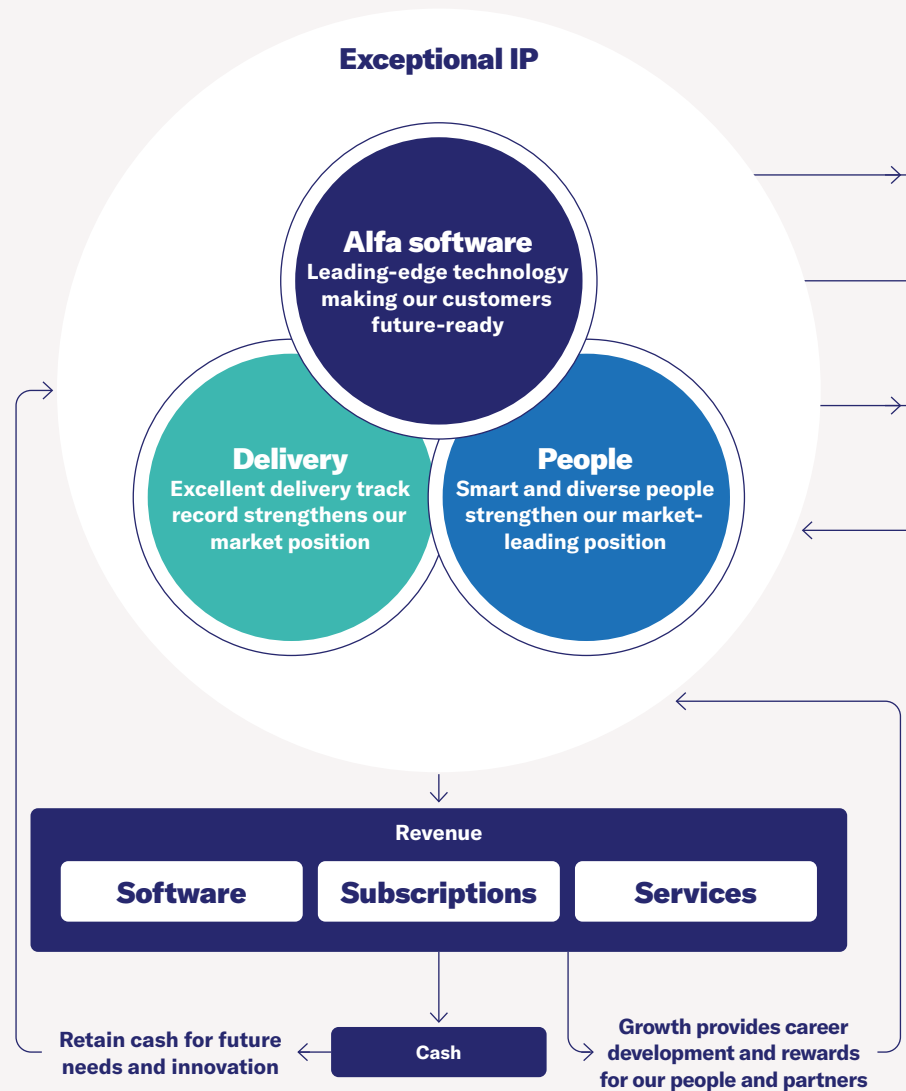 Exceptional IP
Alfa software
Leading-edge technology
making our customers
future-ready
Delivery
Excellent delivery track
record strengthens our
market position
People
Smart and diverse people
strengthen our market-
leading position
Revenue
Software
Subscriptions
Services
Retain cash for future
needs and innovation
Cash
Growth provides career
development and rewards
for our people and partners